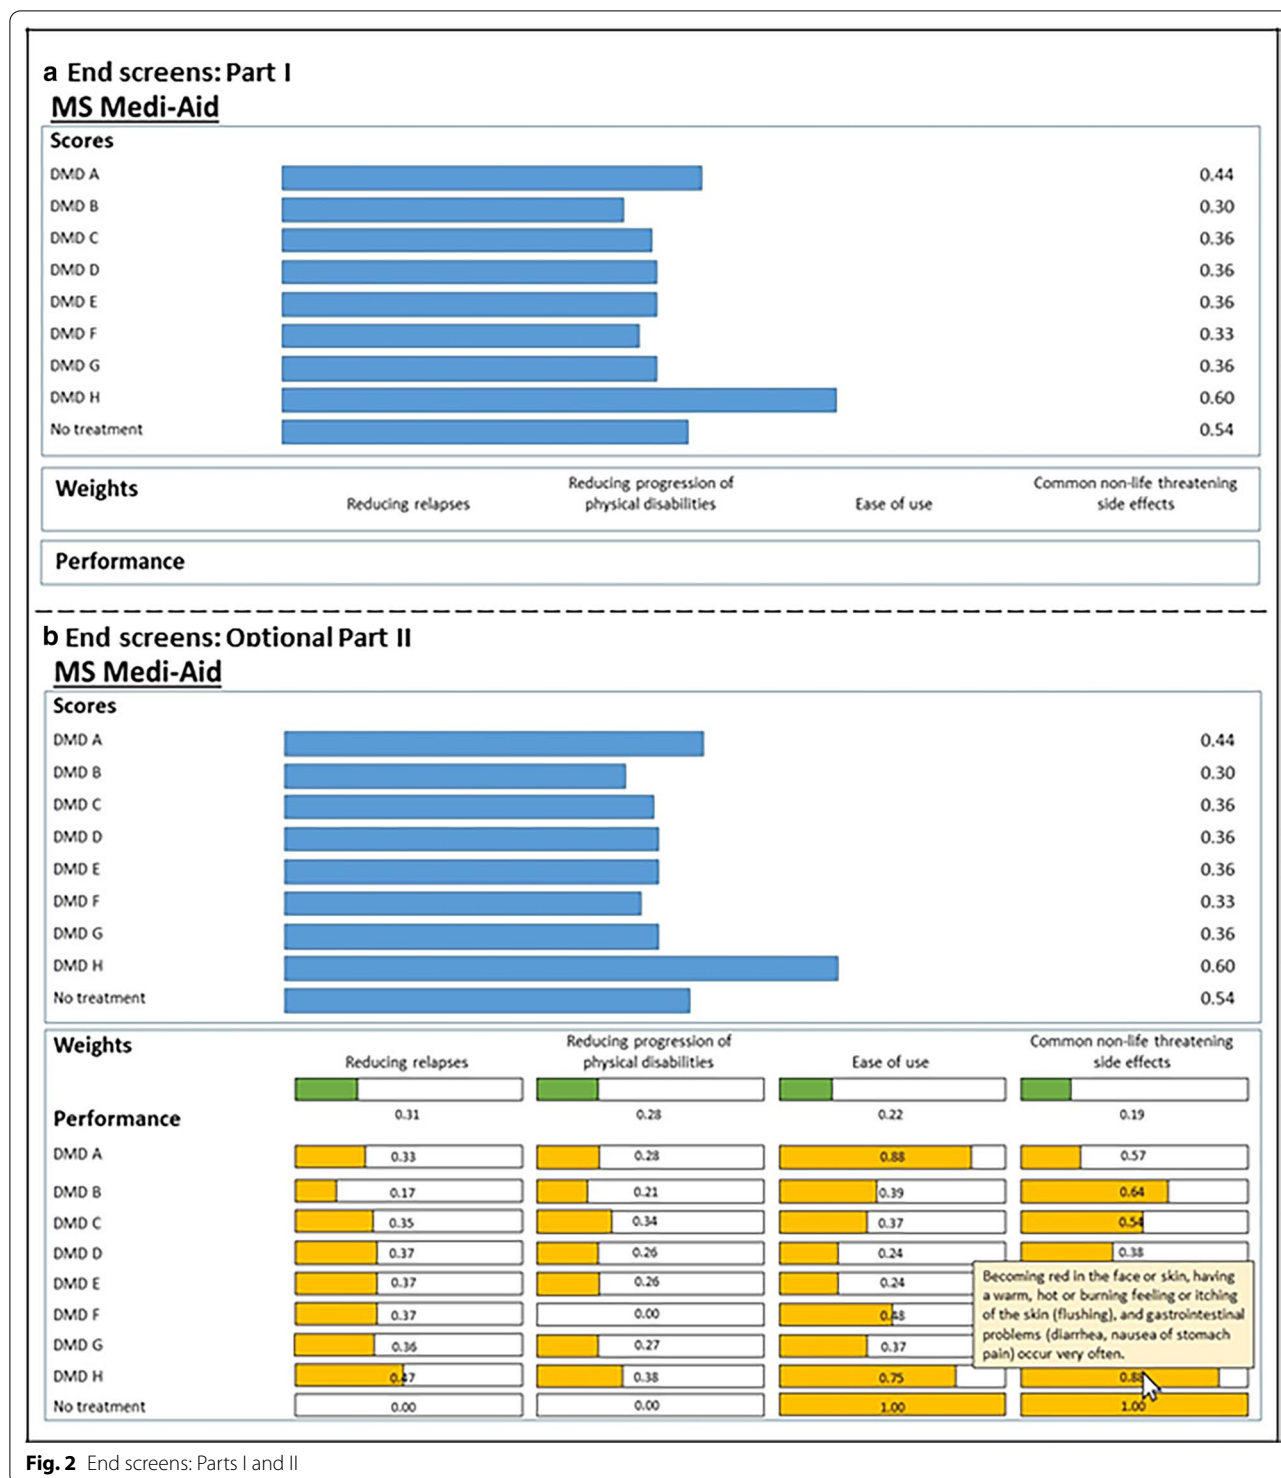 a End screens: Part I
MS Medi-Aid
Scores
DMD A 0.44
DMD B 0.30
DMD C 0.36
DMD D 0.36
DMD E 0.36
DMD F 0.33
DMD G 0.36
DMD H 0.60
No treatment 0.54
Weights
Reducing relapses
Reducing progression of
physical disabilities
Ease of use
Common non-life threatening
side effects
Performance
b End screens: Optional Part II
MS Medi-Aid
Scores
DMD A 0.44
DMD B 0.30
DMD C 0.36
DMD D 0.36
DMD E 0.36
DMD F 0.33
DMD G 0.36
DMD H 0.60
No treatment 0.54
Weights
Reducing relapses
Reducing progression of
physical disabilities
Ease of use
Common non-life threatening
side effects
0.31 0.28 0.22 0.19
Performance
DMD A 0.33 0.28 0.88 0.57
DMD B 0.17 0.21 0.39 0.64
DMD C 0.35 0.34 0.37 0.54
DMD D 0.37 0.26 0.24 0.38
DMD E 0.37 0.26 0.24
DMD F 0.37 0.00 0.48
DMD G 0.36 0.27 0.37
Becoming red in the face or skin, having
a warm, hot or burning feeling or itching
of the skin (flushing), and gastrointestinal
problems (diarrhea, nausea of stomach
pain) occur very often.
DMD H 0.47 0.38 0.75 0.88
No treatment 0.00 0.00 1.00 1.00
Fig. 2 End screens: Parts I and II